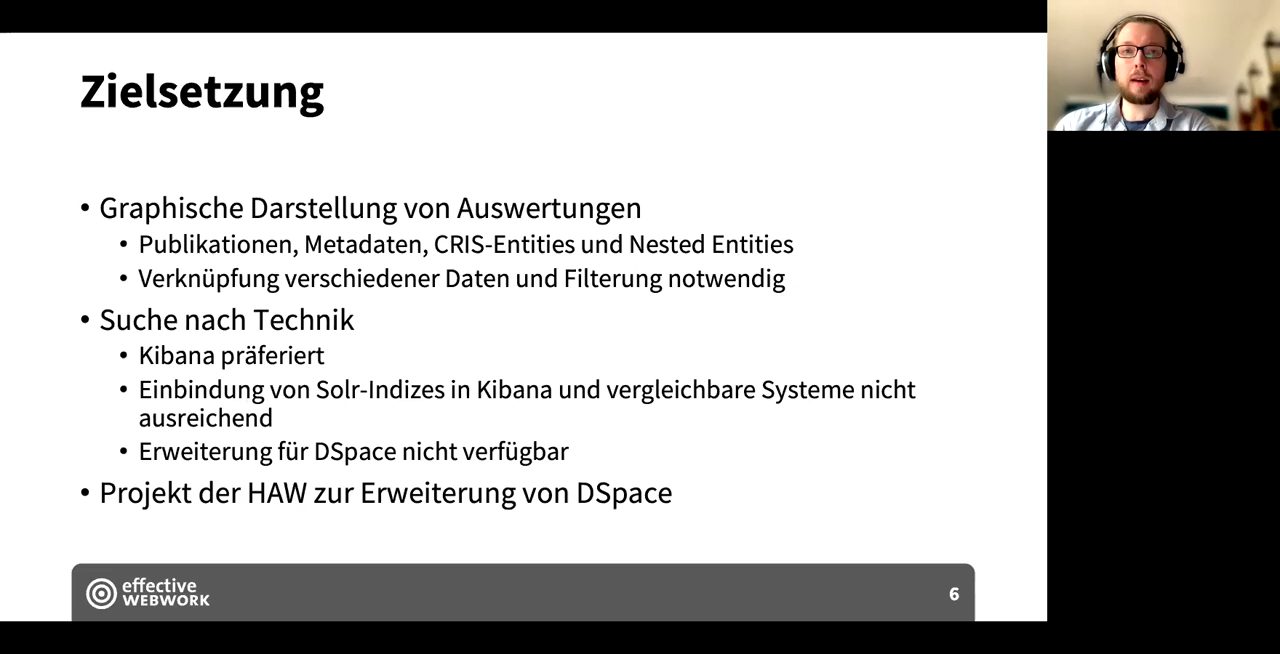 Zielsetzung
• Graphische Darstellung von Auswertungen
• Publikationen, Metadaten, CRIS-Entities und Nested Entities
• Verknüpfung verschiedener Daten und Filterung notwendig
• Suche nach Technik
• Kibana präferiert
• Einbindung von Solr-Indizes in Kibana und vergleichbare Systeme nicht
ausreichend
• Erweiterung für DSpace nicht verfügbar
• Projekt der HAW zur Erweiterung von DSpace
effective
WEBWORK
6